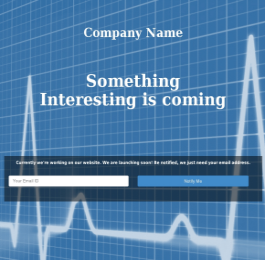 Company Name
Something
Interesting is coming
Currently we're working on our website. We are launching soon! Be notified, we just need your email address.
Your Email ID
Notify Me